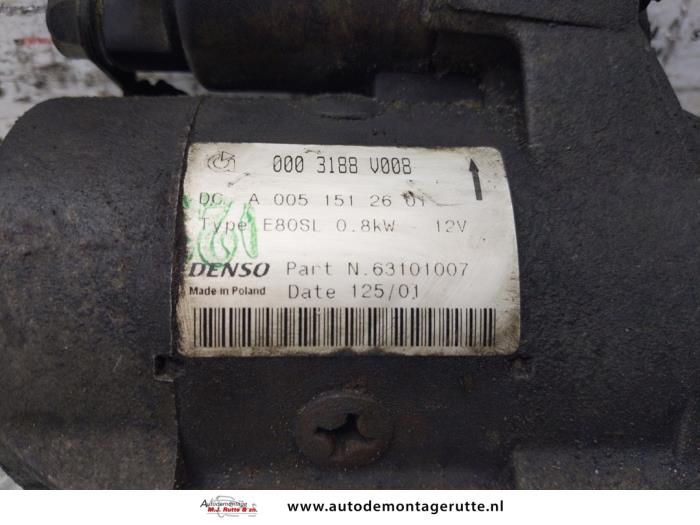 000 3188 V008
DC A 005 151 26 01
Type E80SL 0.8kW 12V
DENSO Part N.63101007
Made in Poland Date 125/01
Autodemontage
M.J. Rutte & zn.
www.autodemontagerutte.nl